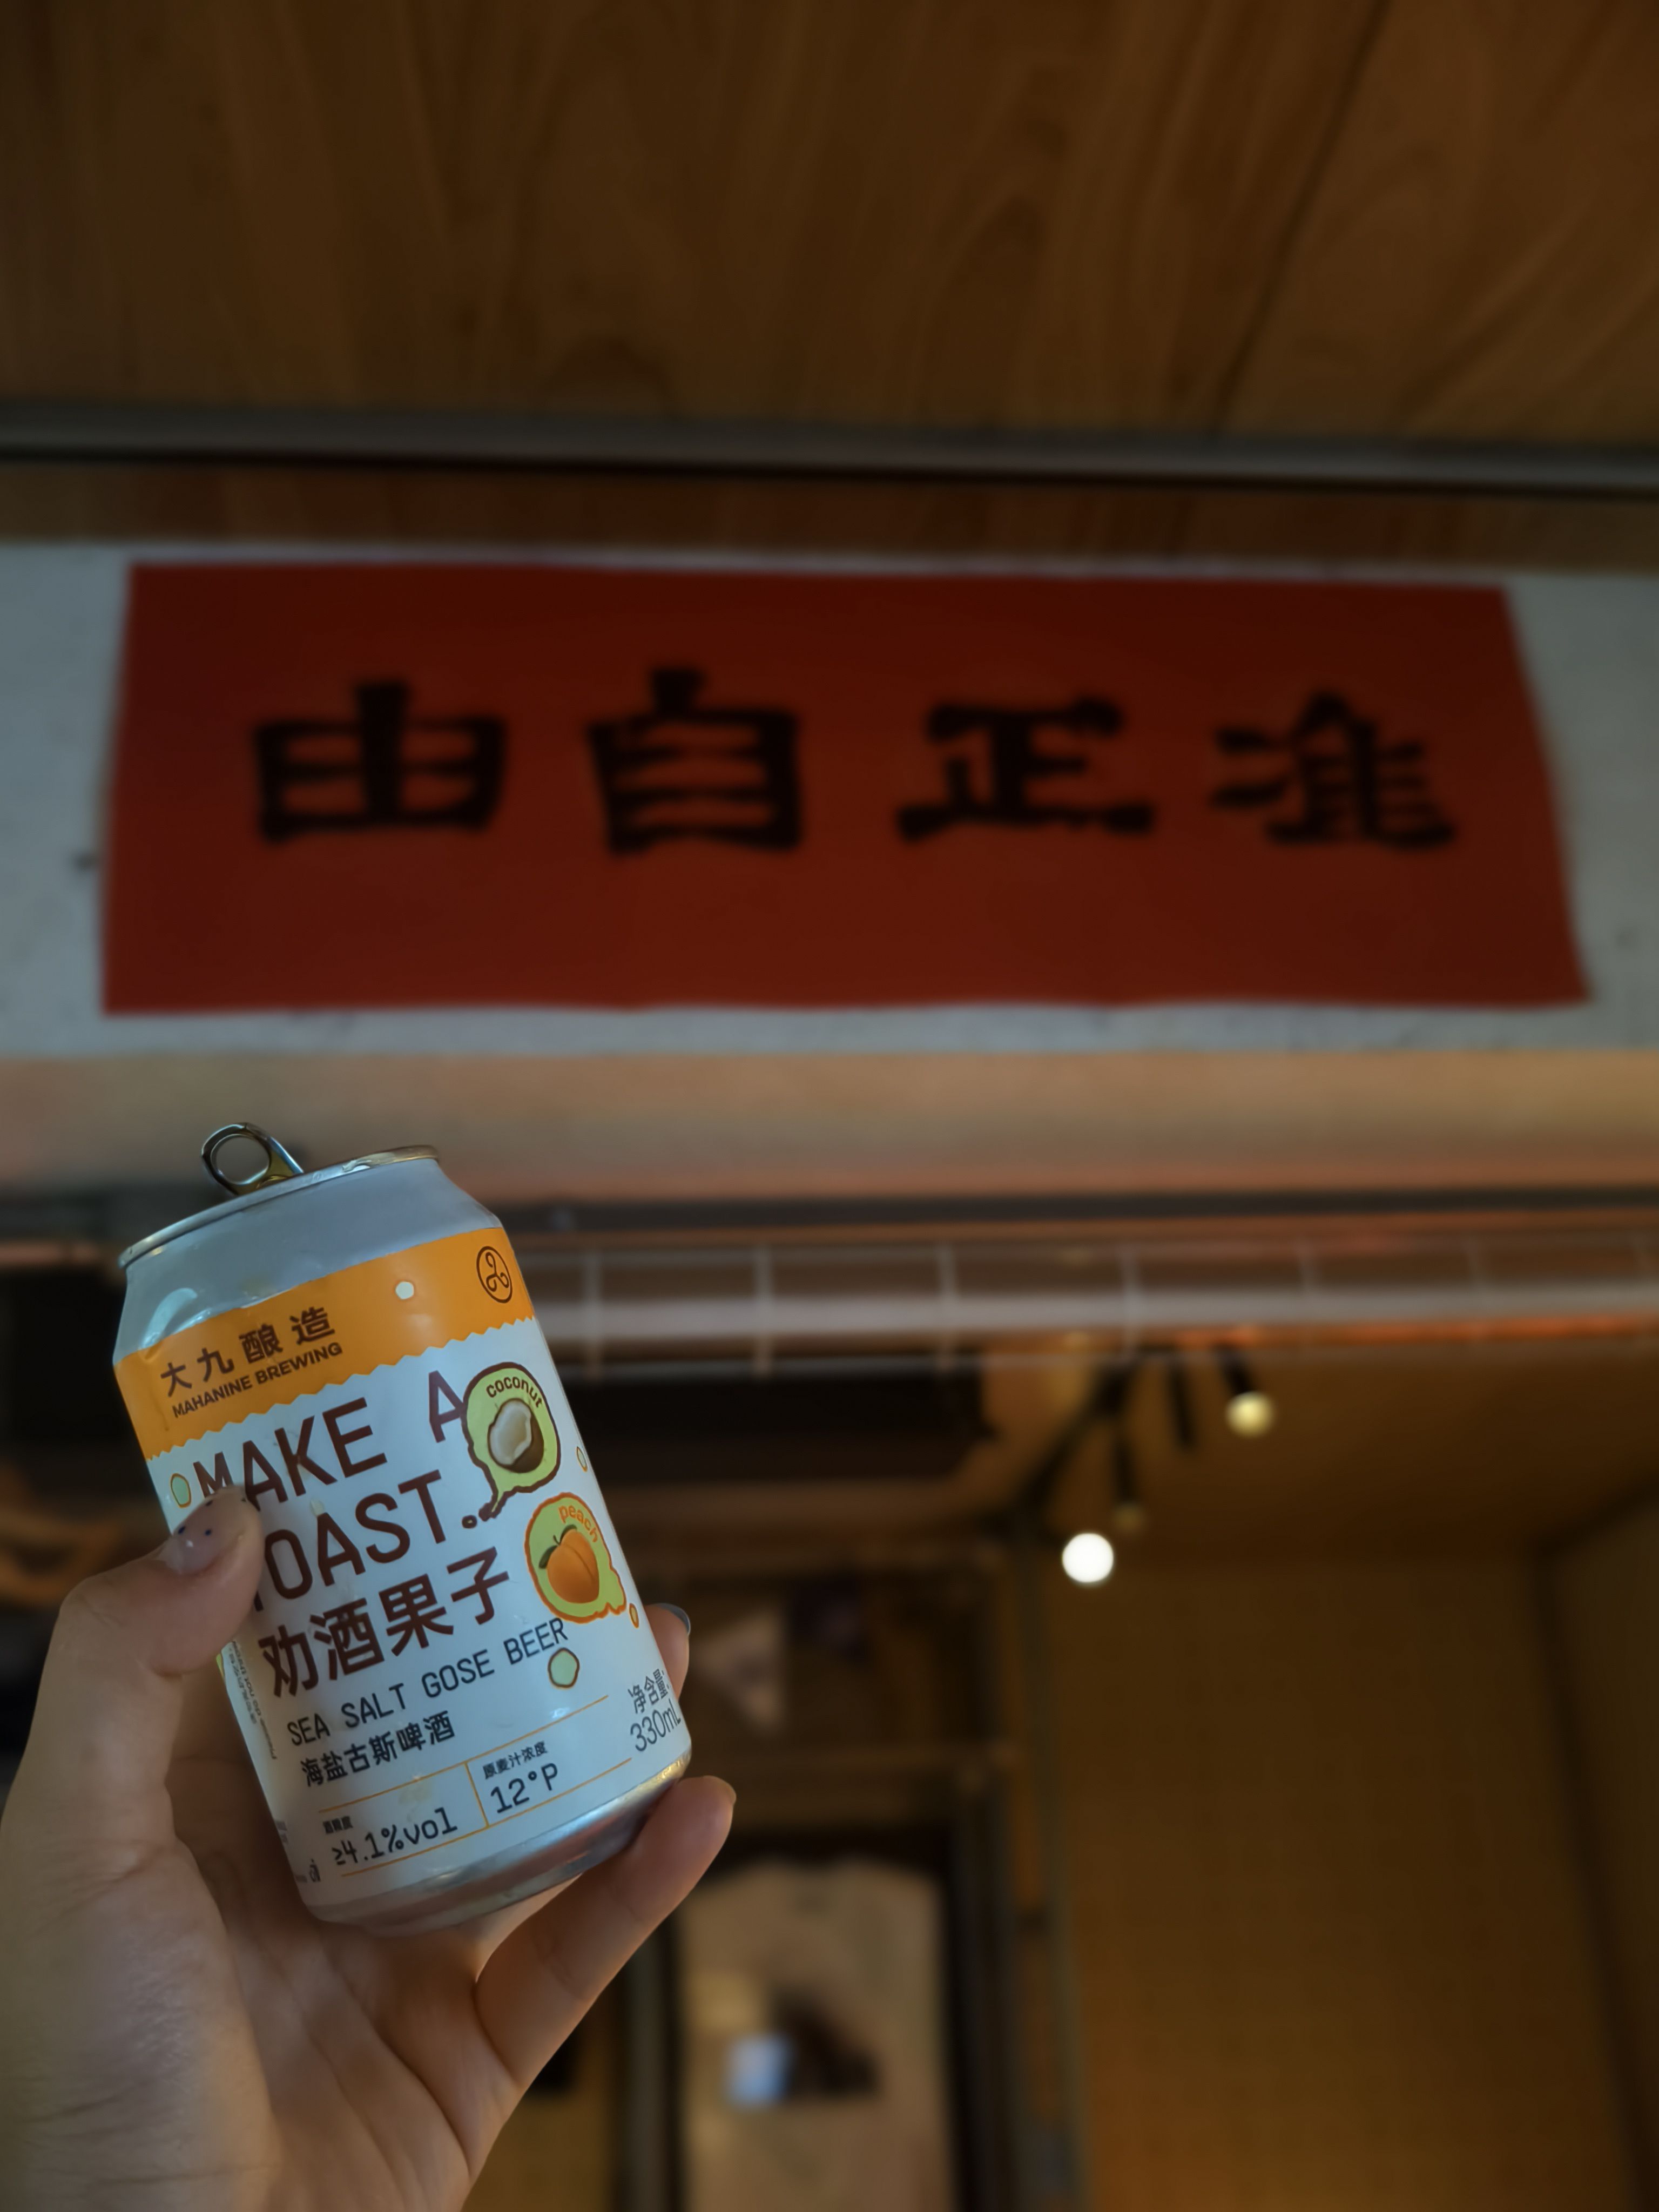 准正自由
大九酿造
MAHANINE BREWING
MAKE A
TOAST...
coconut
peach
劝酒果子
SEA SALT GOSE BEER
海盐古斯啤酒
净含量:
330mL
酒精度
≥4.1%vol
原麦汁浓度
12°P